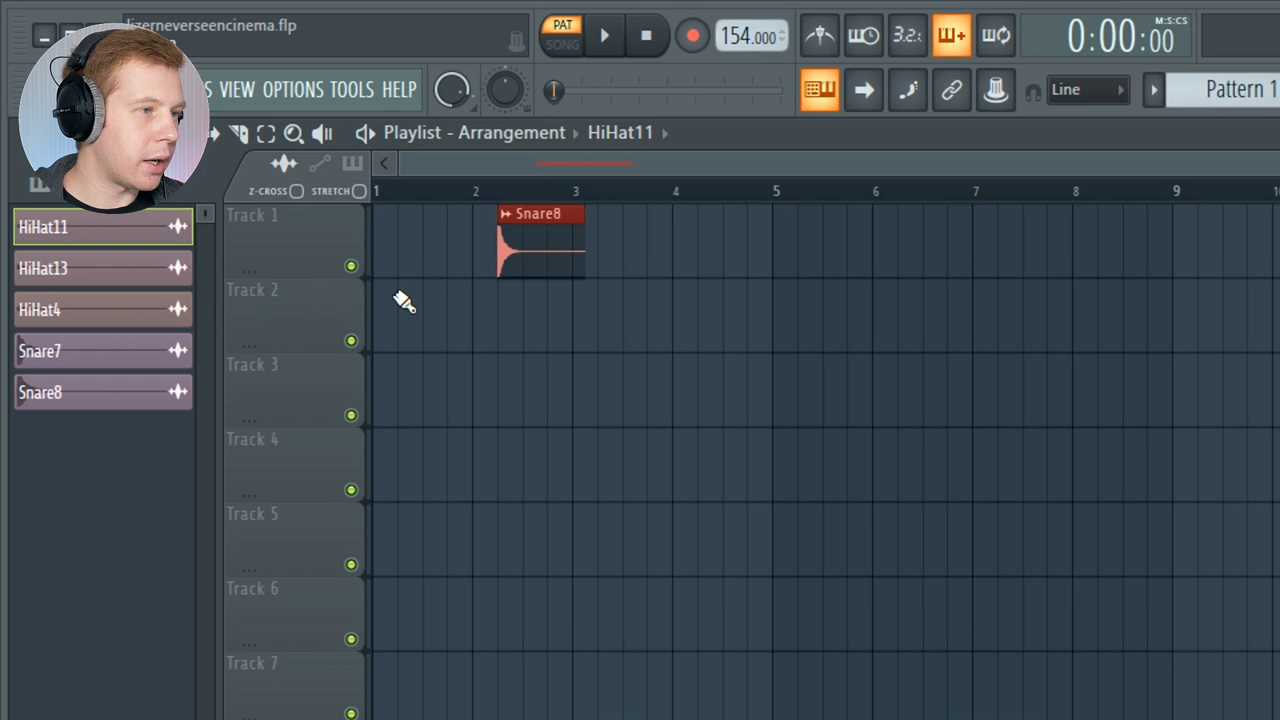 lizerneverseencinema.flp
PAT
SONG
154.000
3.2.
M:S:CS
0:00:00
S VIEW OPTIONS TOOLS HELP
Line
Pattern 1
Playlist - Arrangement ▸ HiHat11 ▸
Z-CROSS
STRETCH
1 2 3 4 5 6 7 8 9
HiHat11
HiHat13
HiHat4
Snare7
Snare8
Track 1
Snare8
Track 2
Track 3
Track 4
Track 5
Track 6
Track 7